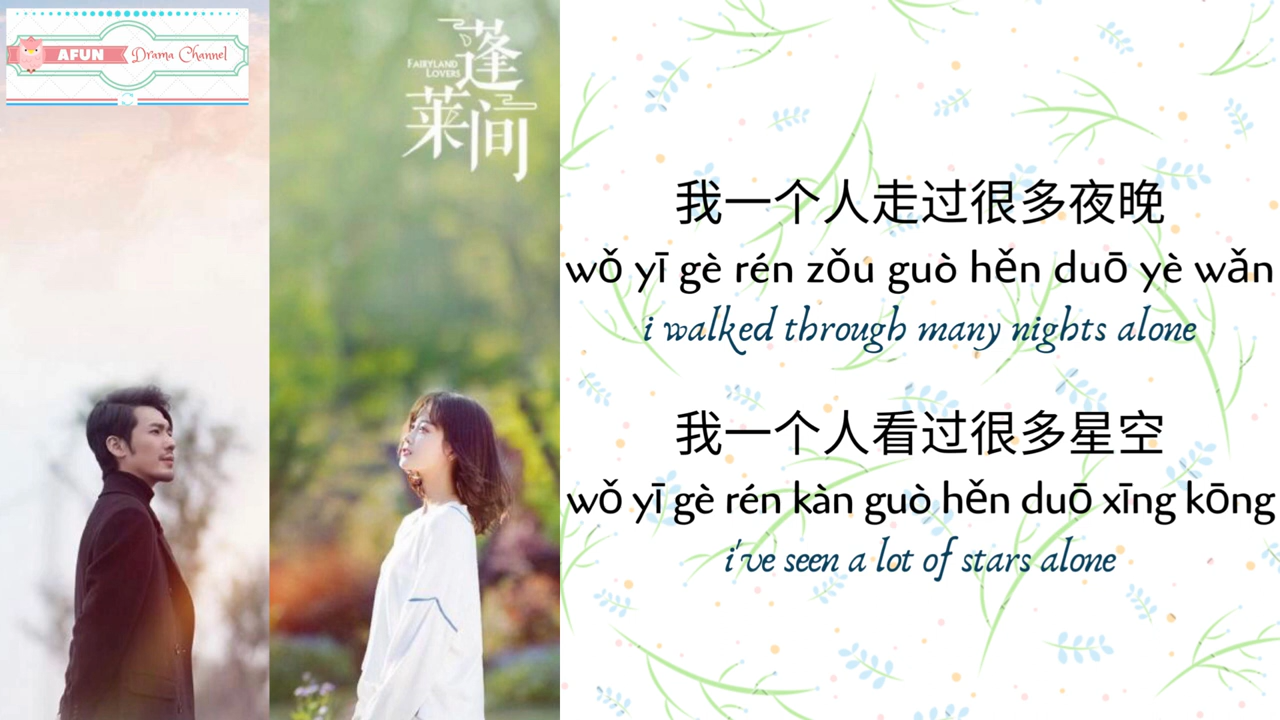 AFUN Drama Channel
FAIRYLAND
LOVERS
蓬
莱间
我一个人走过很多夜晚
wǒ yī gè rén zǒu guò hěn duō yè wǎn
i walked through many nights alone
我一个人看过很多星空
wǒ yī gè rén kàn guò hěn duō xīng kōng
i've seen a lot of stars alone